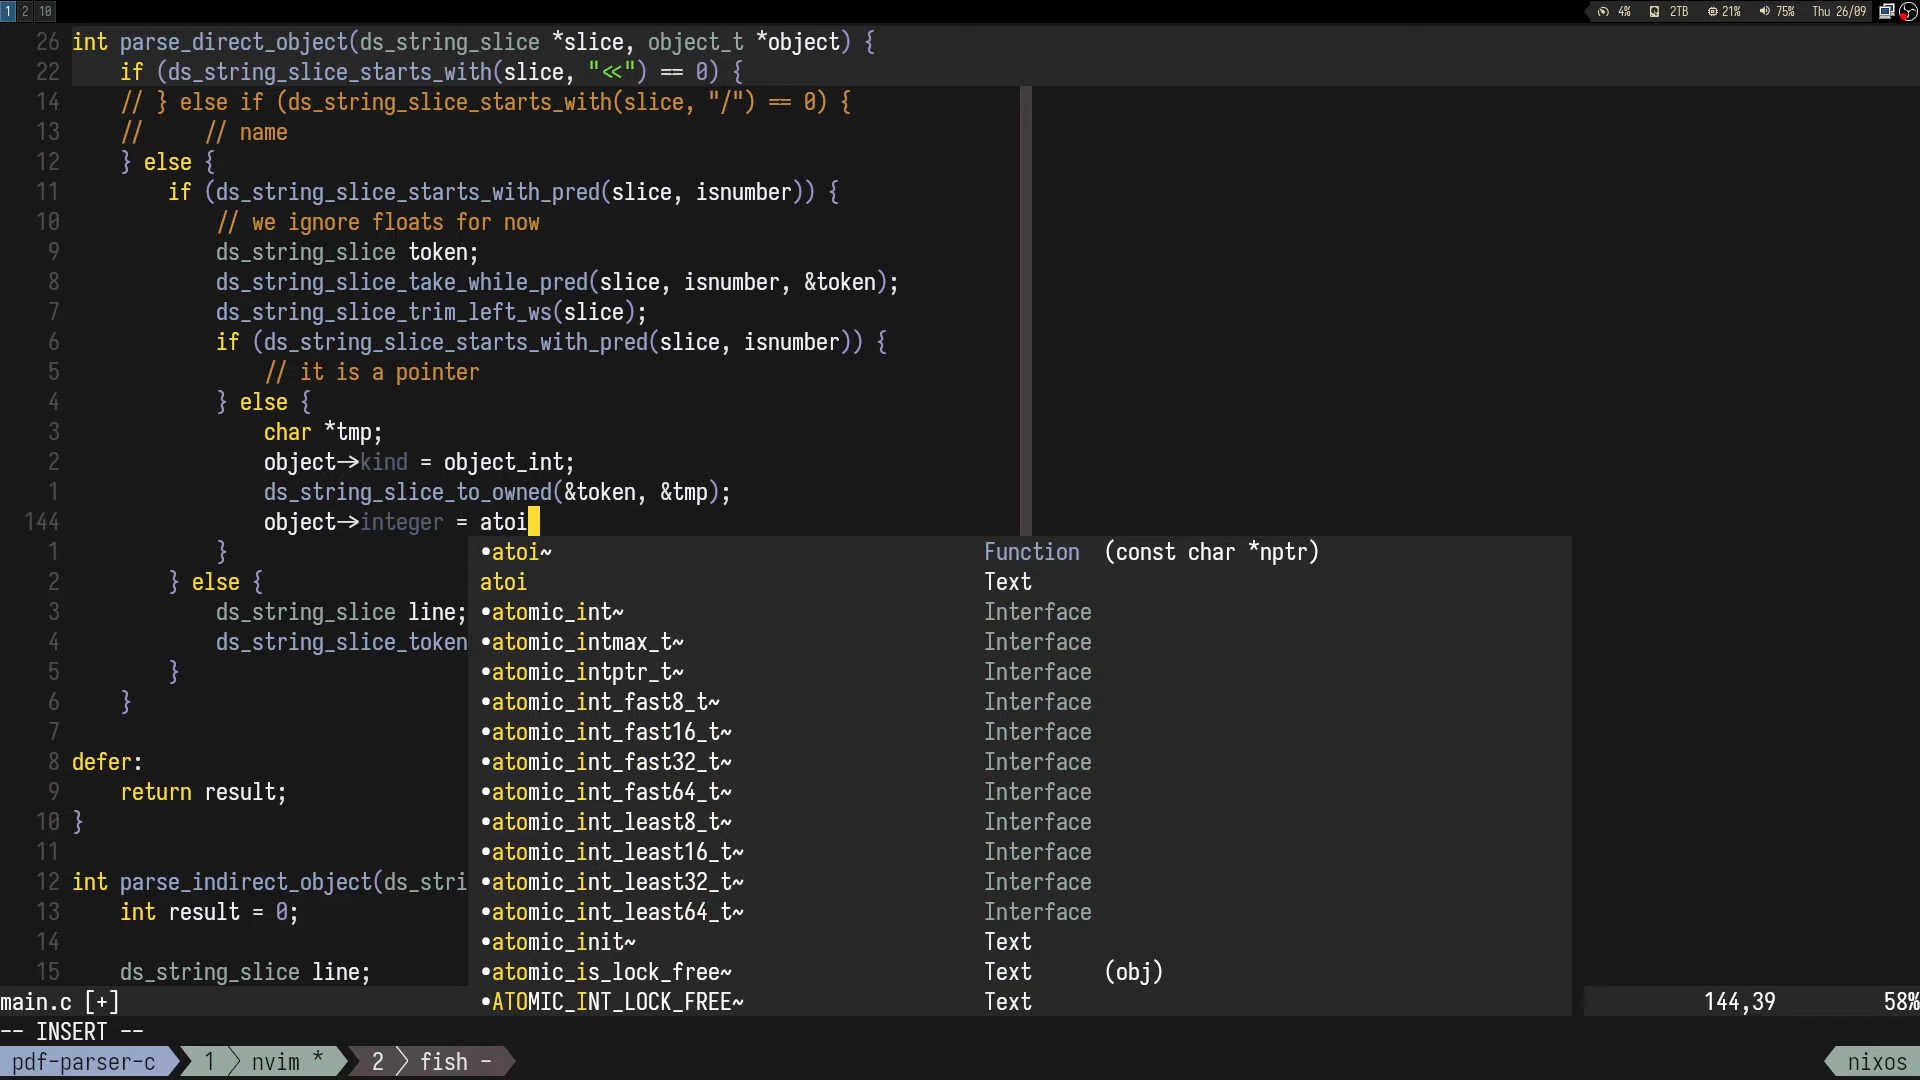 1 2 10 4% 2TB 21% 75% Thu 26/09
26 int parse_direct_object(ds_string_slice *slice, object_t *object) {
22 if (ds_string_slice_starts_with(slice, "<<") == 0) {
14 // } else if (ds_string_slice_starts_with(slice, "/") == 0) {
13 // // name
12 } else {
11 if (ds_string_slice_starts_with_pred(slice, isnumber)) {
10 // we ignore floats for now
9 ds_string_slice token;
8 ds_string_slice_take_while_pred(slice, isnumber, &token);
7 ds_string_slice_trim_left_ws(slice);
6 if (ds_string_slice_starts_with_pred(slice, isnumber)) {
5 // it is a pointer
4 } else {
3 char *tmp;
2 object->kind = object_int;
1 ds_string_slice_to_owned(&token, &tmp);
144 object->integer = atoi
1 } •atoi~ Function (const char *nptr)
2 } else { atoi Text
3 ds_string_slice line; •atomic_int~ Interface
4 ds_string_slice_token •atomic_intmax_t~ Interface
5 } •atomic_intptr_t~ Interface
6 } •atomic_int_fast8_t~ Interface
7 •atomic_int_fast16_t~ Interface
8 defer: •atomic_int_fast32_t~ Interface
9 return result; •atomic_int_fast64_t~ Interface
10 } •atomic_int_least8_t~ Interface
11 •atomic_int_least16_t~ Interface
12 int parse_indirect_object(ds_stri •atomic_int_least32_t~ Interface
13 int result = 0; •atomic_int_least64_t~ Interface
14 •atomic_init~ Text
15 ds_string_slice line; •atomic_is_lock_free~ Text (obj)
main.c [+] •ATOMIC_INT_LOCK_FREE~ Text 144,39 58%
-- INSERT --
pdf-parser-c 1 nvim * 2 fish - nixos